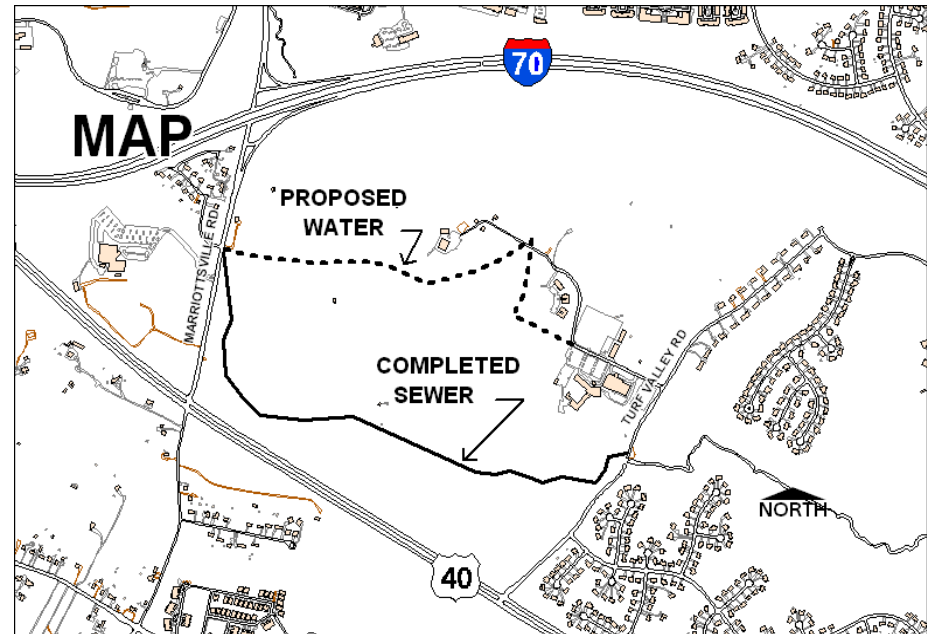 70
MAP
PROPOSED
WATER
MARRIOTTSVILLE RD
COMPLETED
SEWER
TURF VALLEY RD
NORTH
40